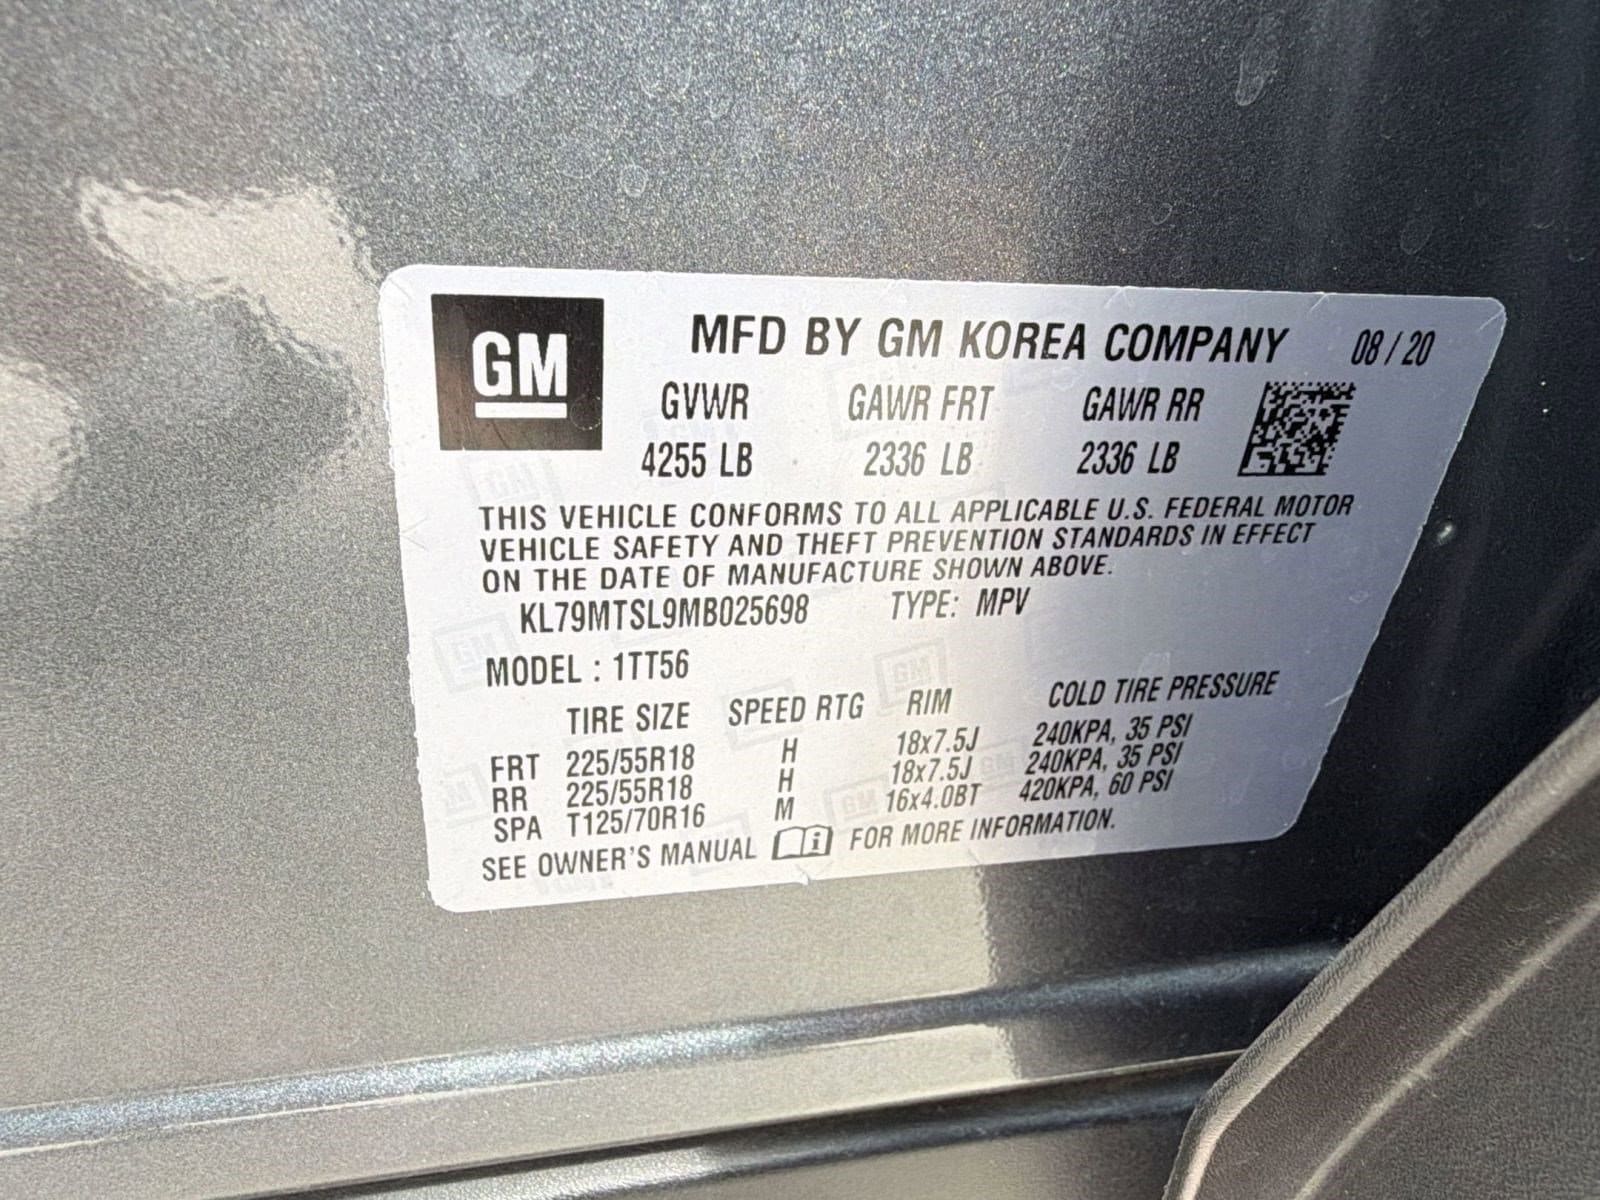 GM
MFD BY GM KOREA COMPANY 08 / 20
GVWR GAWR FRT GAWR RR
4255 LB 2336 LB 2336 LB
THIS VEHICLE CONFORMS TO ALL APPLICABLE U.S. FEDERAL MOTOR
VEHICLE SAFETY AND THEFT PREVENTION STANDARDS IN EFFECT
ON THE DATE OF MANUFACTURE SHOWN ABOVE.
KL79MTSL9MB025698 TYPE: MPV
MODEL : 1TT56
TIRE SIZE SPEED RTG RIM COLD TIRE PRESSURE
FRT 225/55R18 H 18x7.5J 240KPA, 35 PSI
RR 225/55R18 H 18x7.5J 240KPA, 35 PSI
SPA T125/70R16 M 16x4.0BT 420KPA, 60 PSI
SEE OWNER'S MANUAL i FOR MORE INFORMATION.